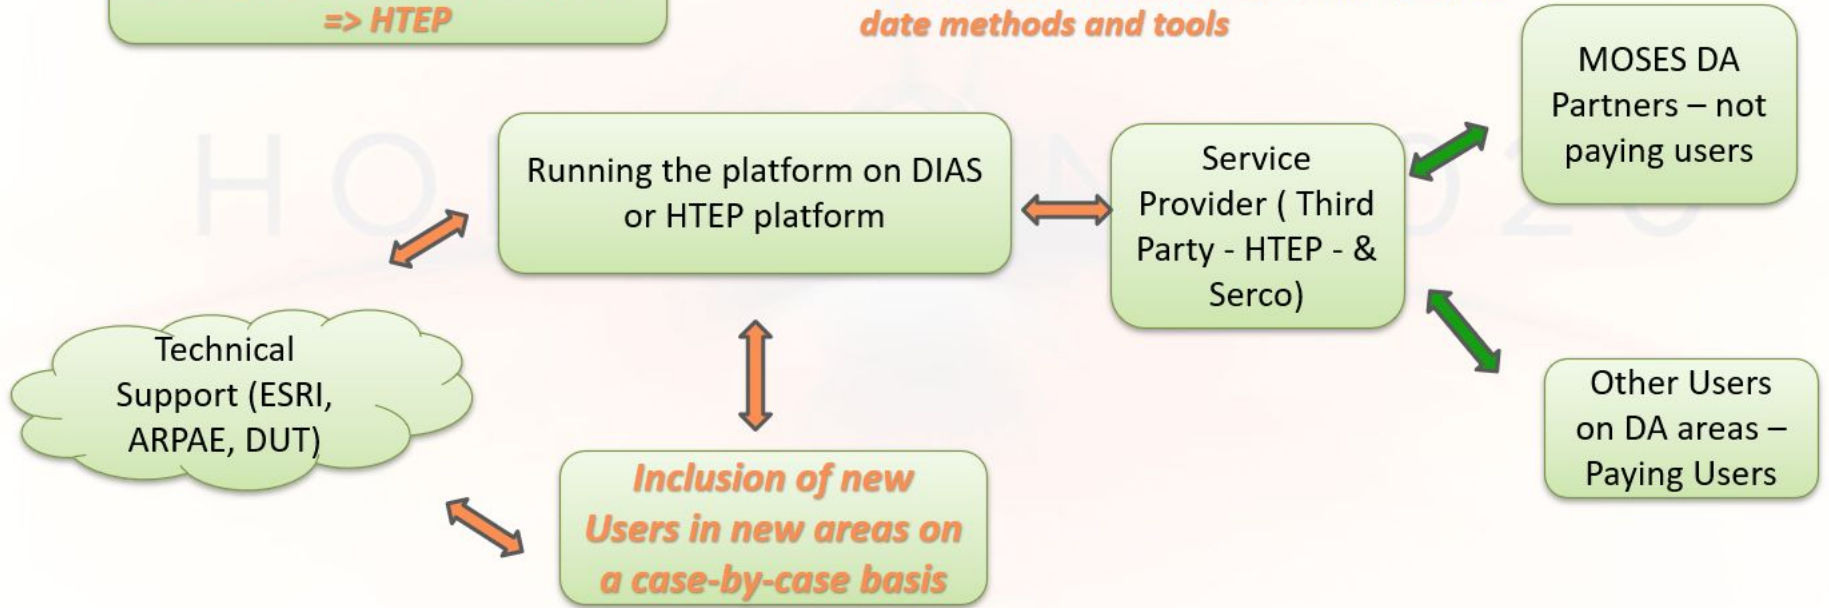 => HTEP
date methods and tools
MOSES DA
Partners – not
paying users
Running the platform on DIAS
or HTEP platform
Service
Provider ( Third
Party - HTEP - &
Serco)
Technical
Support (ESRI,
ARPAE, DUT)
Other Users
on DA areas –
Paying Users
Inclusion of new
Users in new areas on
a case-by-case basis